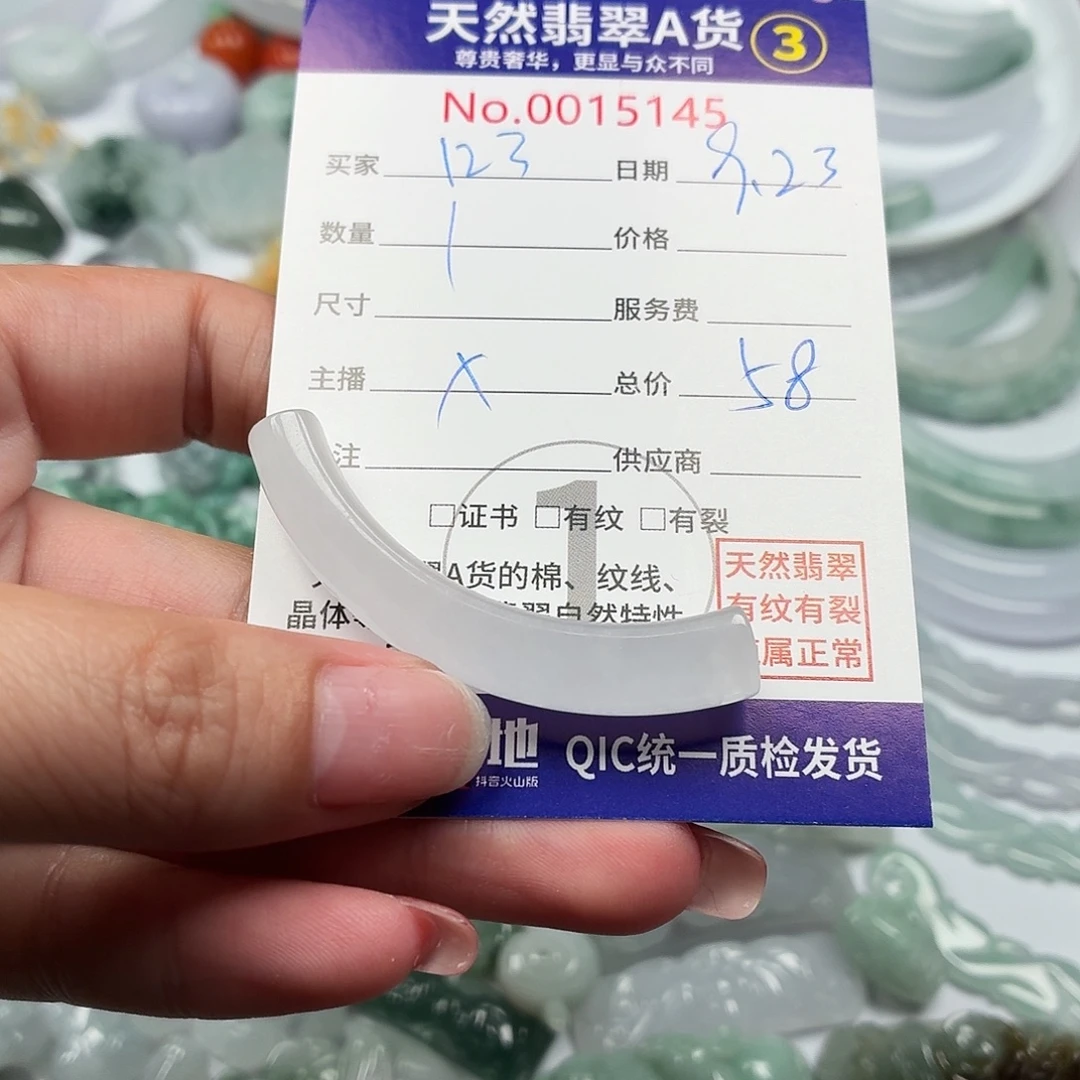 天然翡翠A货 3
尊贵奢华，更显与众不同
No.0015145
买家 123 日期 9.23
数量 1 价格
尺寸 服务费
主播 X 总价 58
注 供应商
1
□证书 □有纹 □有裂
A货的棉、纹线、
晶体 翠自然特性
天然翡翠
有纹有裂
属正常
地 QIC统一质检发货
抖音火山版